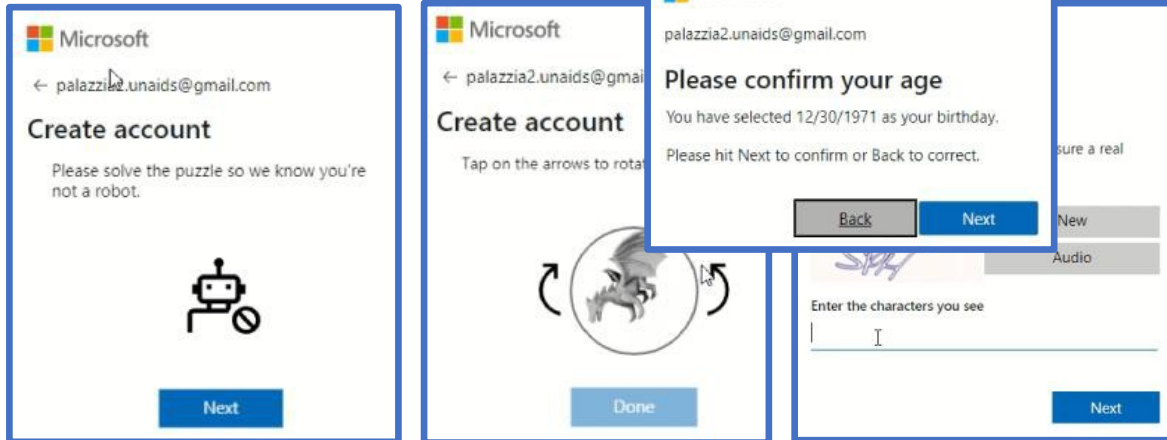 Microsoft
← palazzia2.unaids@gmail.com
Create account
Please solve the puzzle so we know you're
not a robot.
Next
Microsoft
← palazzia2.unaids@gmai
Create account
Tap on the arrows to rotat
Done
palazzia2.unaids@gmail.com
Please confirm your age
You have selected 12/30/1971 as your birthday.
Please hit Next to confirm or Back to correct.
Back
Next
sure a real
New
Audio
Enter the characters you see
Next